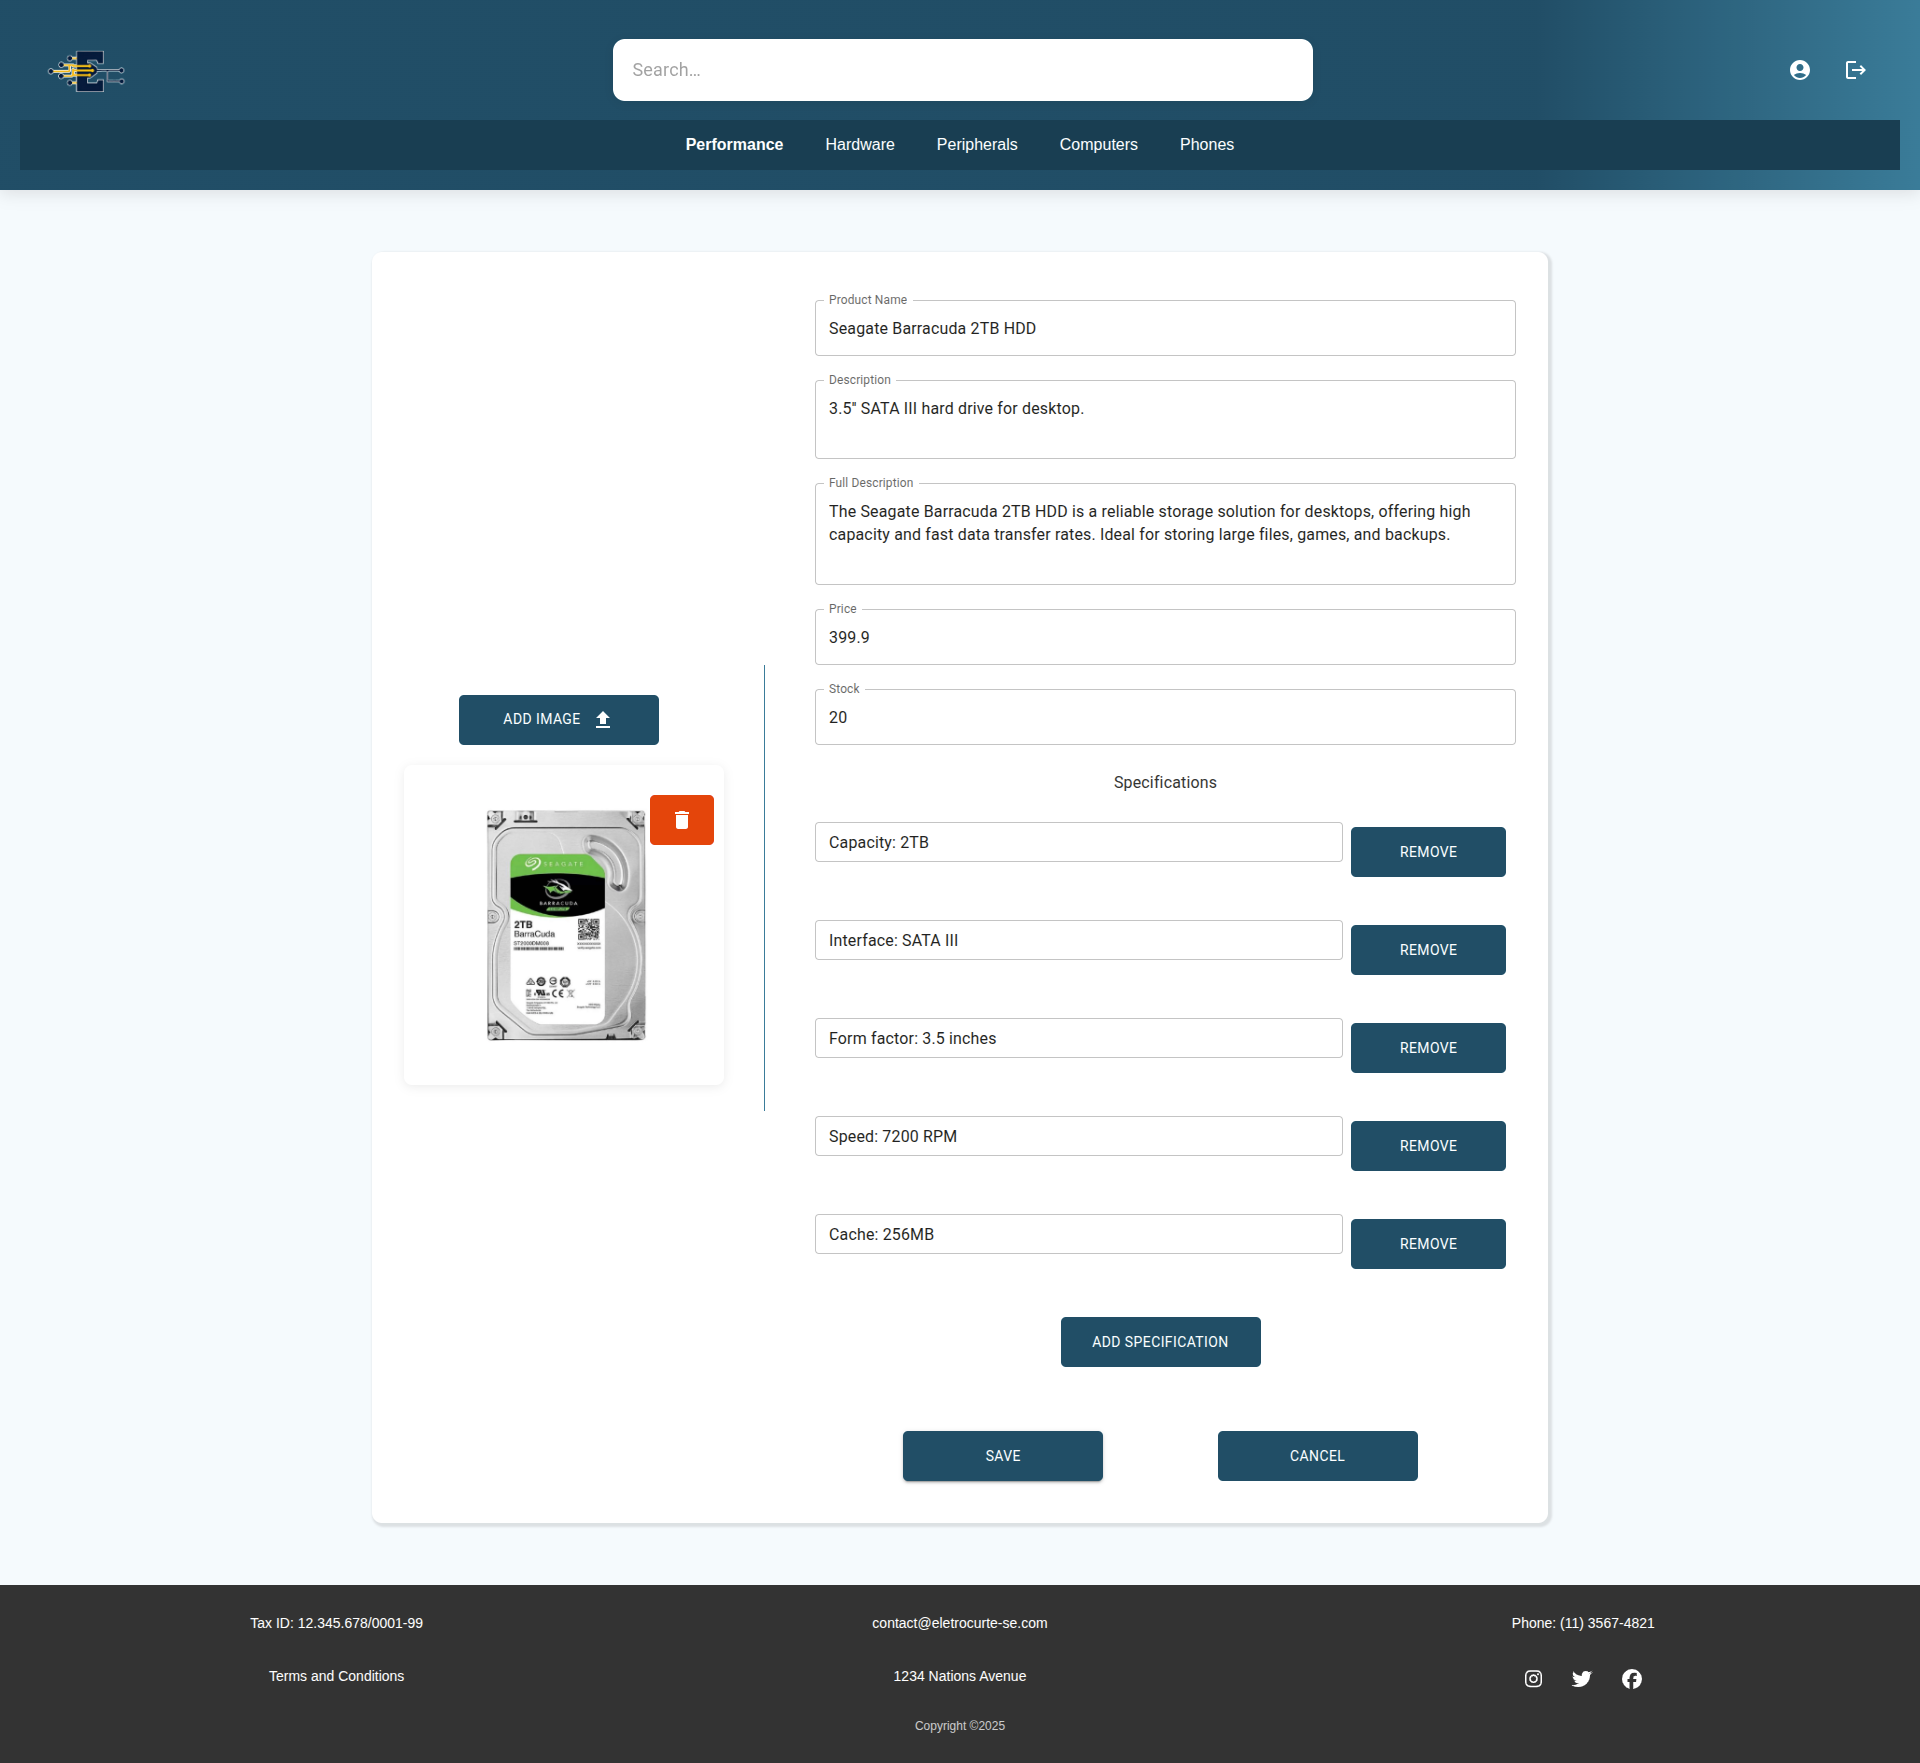 Search...
Performance
Hardware
Peripherals
Computers
Phones
Product Name
Seagate Barracuda 2TB HDD
Description
3.5" SATA III hard drive for desktop.
Full Description
The Seagate Barracuda 2TB HDD is a reliable storage solution for desktops, offering high
capacity and fast data transfer rates. Ideal for storing large files, games, and backups.
Price
399.9
ADD IMAGE
Stock
20
SEAGATE
BARRACUDA
2TB
BarraCuda
Specifications
Capacity: 2TB
REMOVE
Interface: SATA III
REMOVE
Form factor: 3.5 inches
REMOVE
Speed: 7200 RPM
REMOVE
Cache: 256MB
REMOVE
ADD SPECIFICATION
SAVE
CANCEL
Tax ID: 12.345.678/0001-99
contact@eletrocurte-se.com
Phone: (11) 3567-4821
Terms and Conditions
1234 Nations Avenue
Copyright ©2025